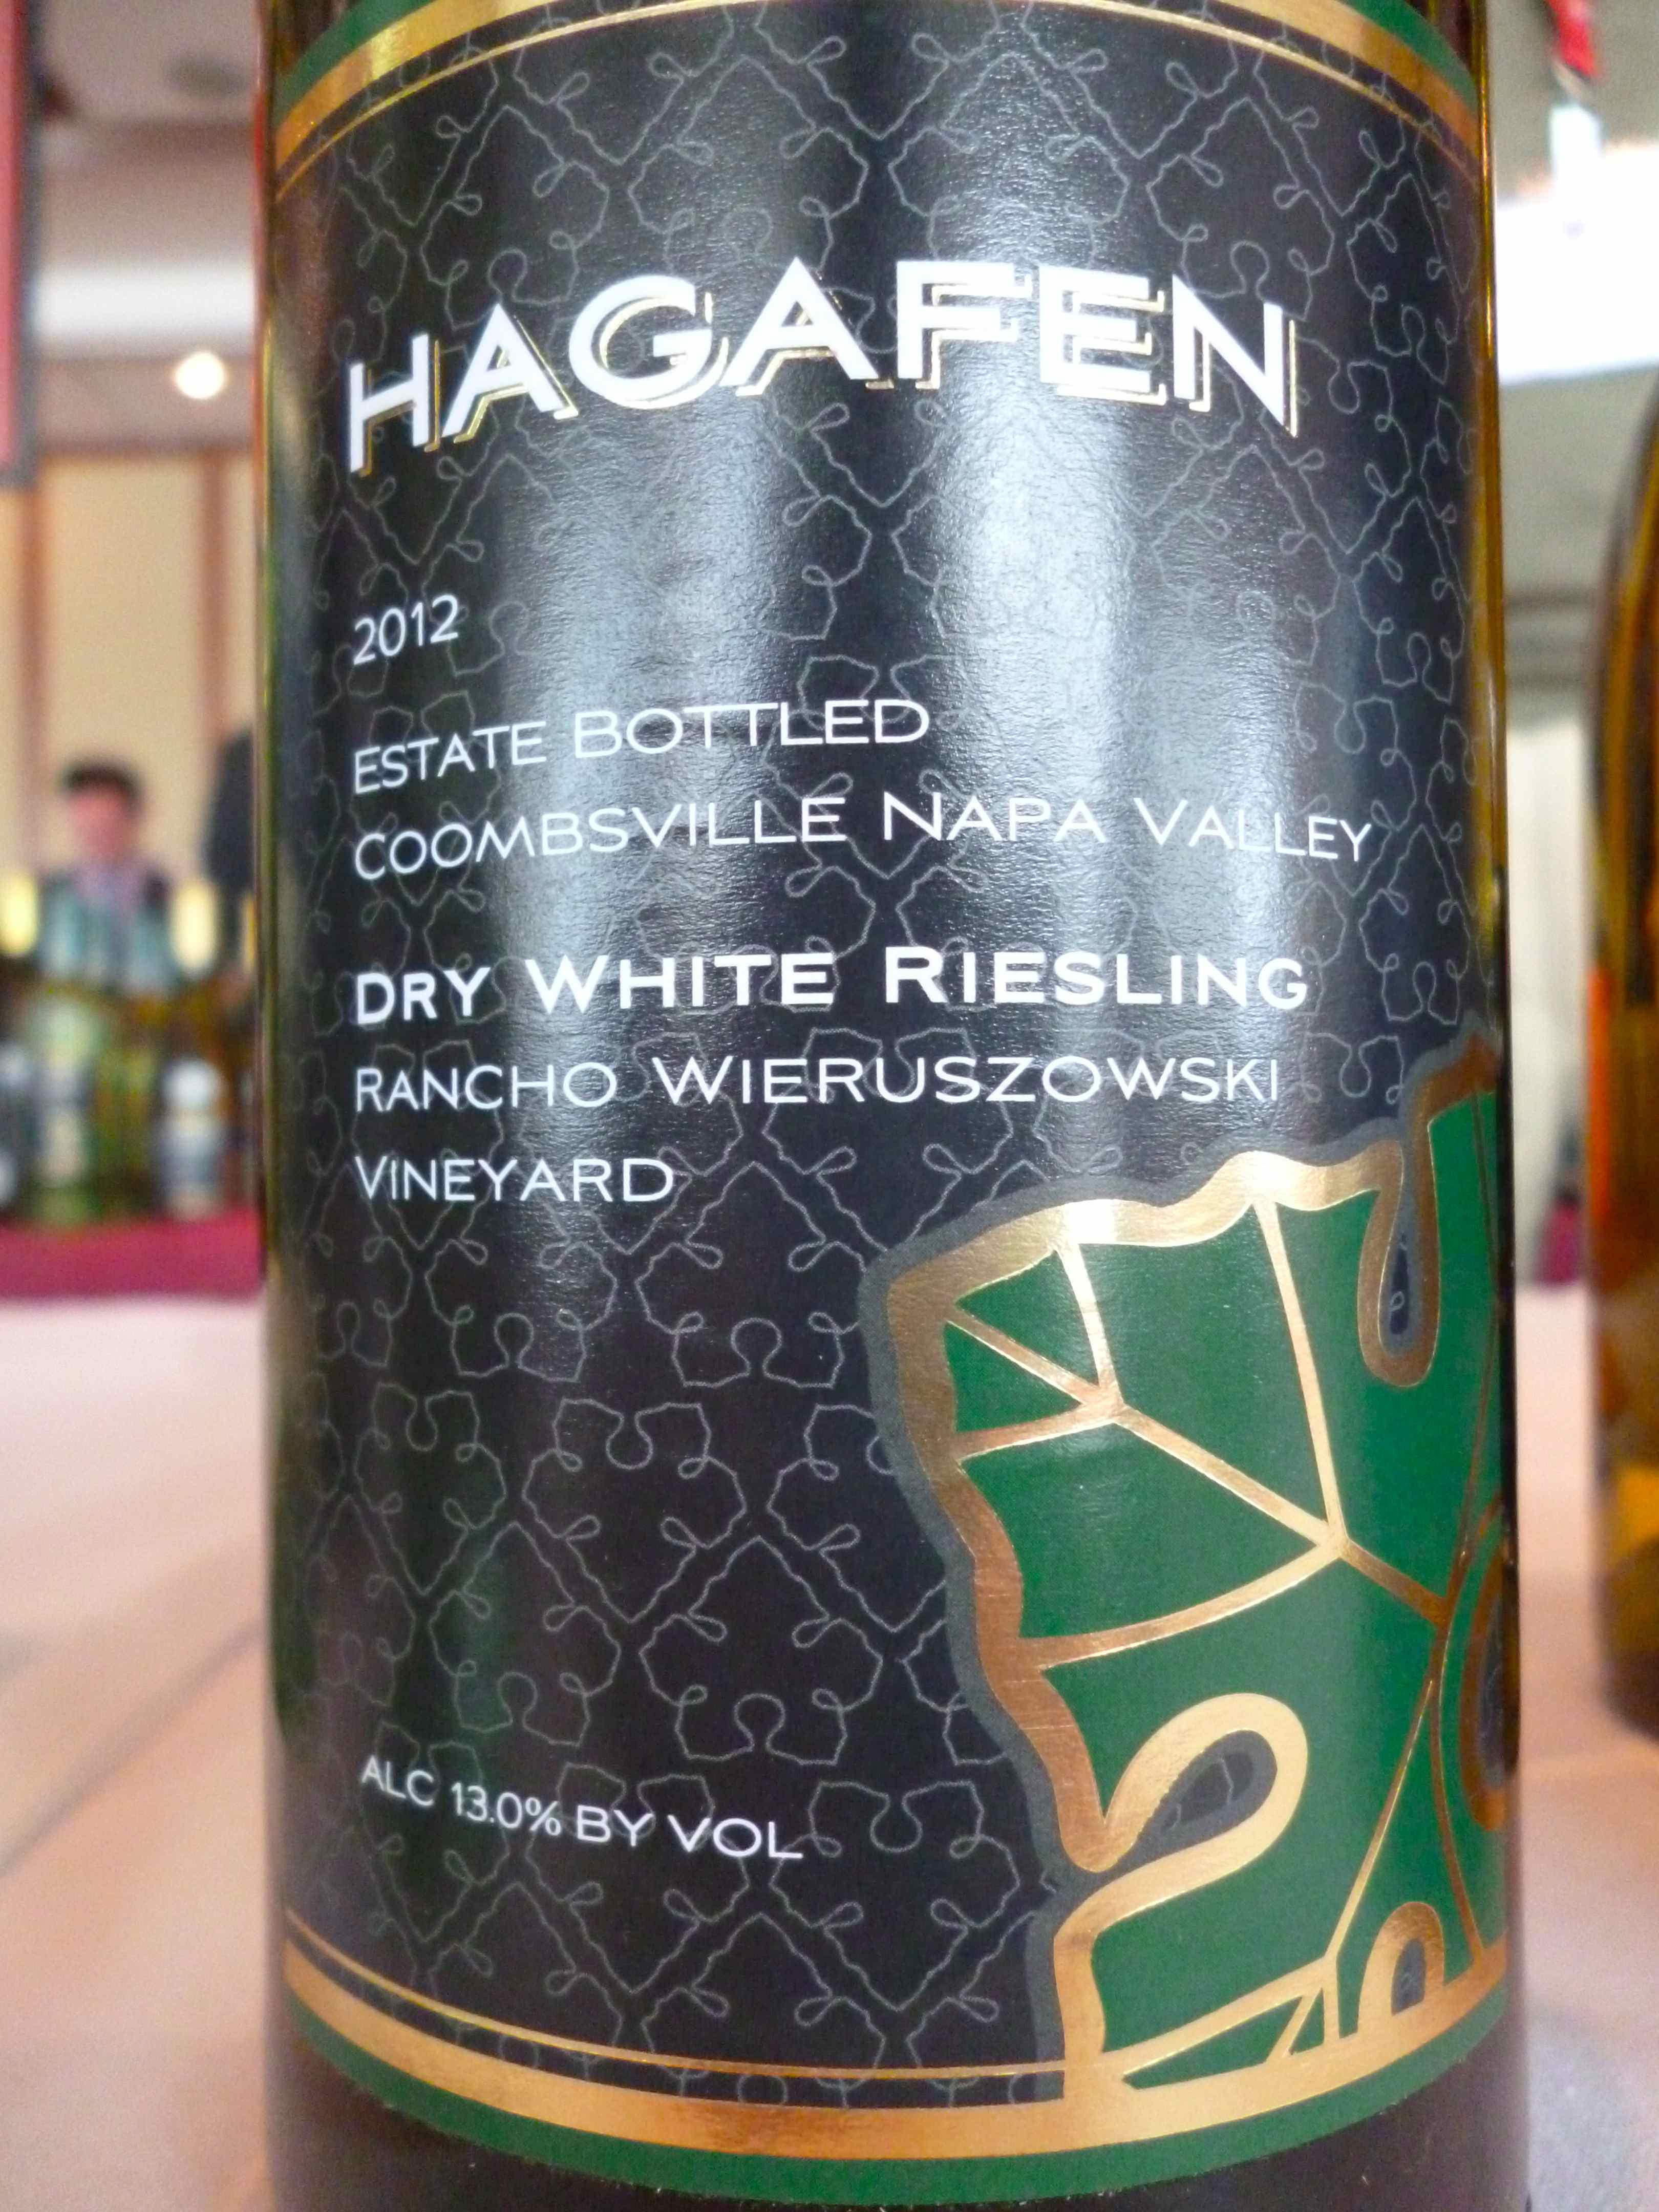 HAGAFEN
2012
ESTATE BOTTLED
COOMBSVILLE NAPA VALLEY
DRY WHITE RIESLING
RANCHO WIERUSZOWSKI
VINEYARD
ALC 13.0% BY VOL